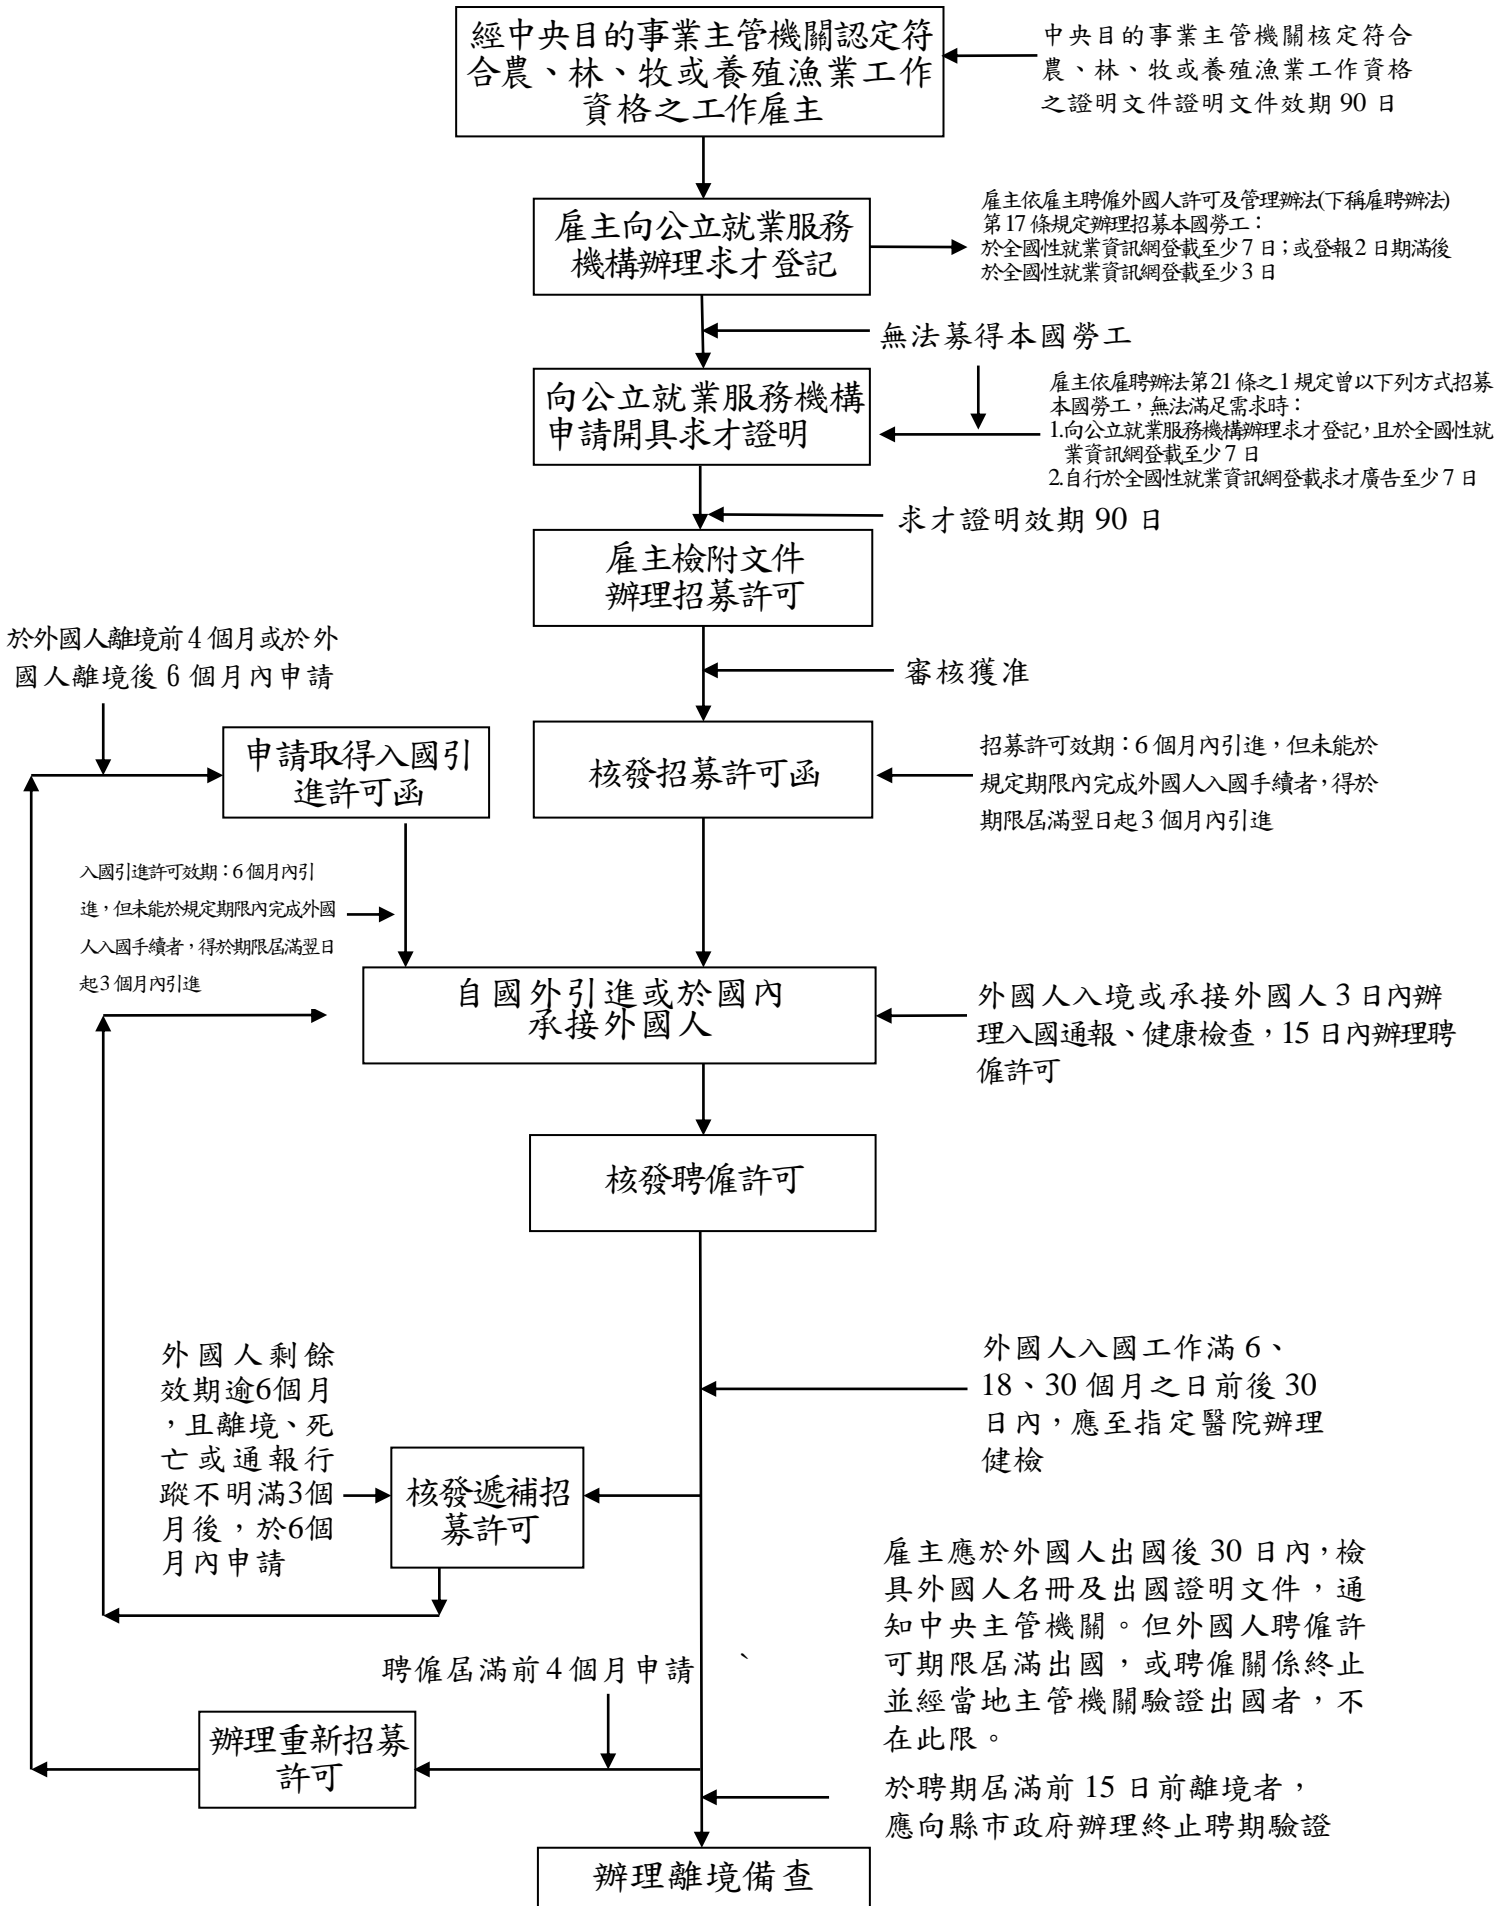 經中央目的事業主管機關認定符
合農、林、牧或養殖漁業工作
資格之工作雇主
中央目的事業主管機關核定符合
農、林、牧或養殖漁業工作資格
之證明文件證明文件效期 90 日
雇主向公立就業服務
機構辦理求才登記
雇主依雇主聘僱外國人許可及管理辦法(下稱雇聘辦法)
第17 條規定辦理招募本國勞工：
於全國性就業資訊網登載至少 7 日；或登報 2 日期滿後
於全國性就業資訊網登載至少 3 日
無法募得本國勞工
向公立就業服務機構
申請開具求才證明
雇主依雇聘辦法第21 條之1 規定曾以下列方式招募
本國勞工，無法滿足需求時：
1.向公立就業服務機構辦理求才登記，且於全國性就
業資訊網登載至少 7 日
2.自行於全國性就業資訊網登載求才廣告至少 7 日
求才證明效期 90 日
雇主檢附文件
辦理招募許可
於外國人離境前 4 個月或於外
國人離境後 6 個月內申請
審核獲准
申請取得入國引
進許可函
核發招募許可函
招募許可效期：6 個月內引進，但未能於
規定期限內完成外國人入國手續者，得於
期限屆滿翌日起 3 個月內引進
入國引進許可效期：6 個月內引
進，但未能於規定期限內完成外國
人入國手續者，得於期限屆滿翌日
起 3 個月內引進
自國外引進或於國內
承接外國人
外國人入境或承接外國人 3 日內辦
理入國通報、健康檢查，15 日內辦理聘
僱許可
核發聘僱許可
外國人入國工作滿 6、
18、30 個月之日前後 30
日內，應至指定醫院辦理
健檢
外國人剩餘
效期逾6個月
，且離境、死
亡或通報行
蹤不明滿3個
月後，於6個
月內申請
核發遞補招
募許可
雇主應於外國人出國後 30 日內，檢
具外國人名冊及出國證明文件，通
知中央主管機關。但外國人聘僱許
可期限屆滿出國，或聘僱關係終止
並經當地主管機關驗證出國者，不
在此限。
聘僱屆滿前 4 個月申請 、
辦理重新招募
許可
於聘期屆滿前 15 日前離境者，
應向縣市政府辦理終止聘期驗證
辦理離境備查